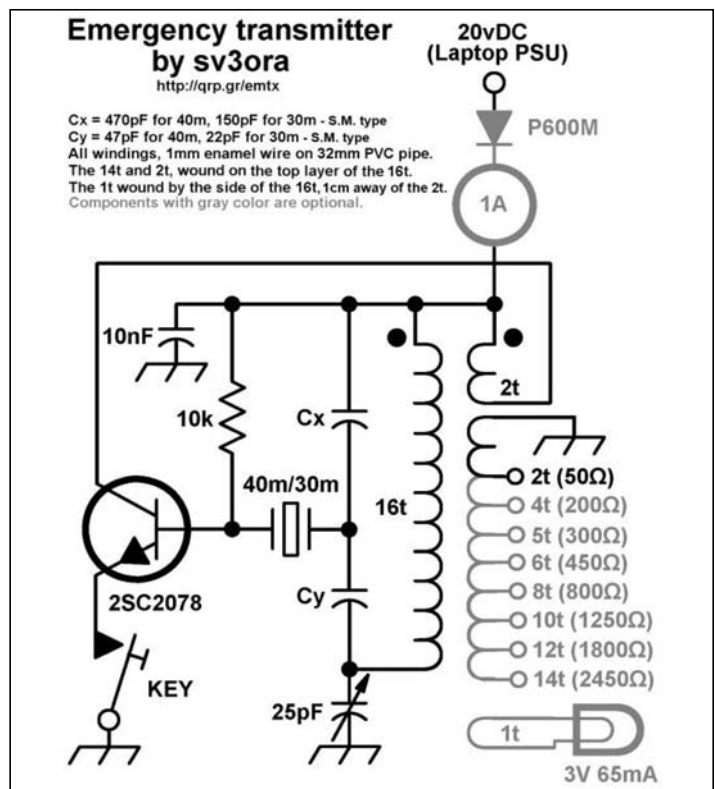 Emergency transmitter
by sv3ora
http://qrp.gr/emtx
20vDC
(Laptop PSU)
Cx = 470pF for 40m, 150pF for 30m - S.M. type
Cy = 47pF for 40m, 22pF for 30m - S.M. type
All windings, 1mm enamel wire on 32mm PVC pipe.
The 14t and 2t, wound on the top layer of the 16t.
The 1t wound by the side of the 16t, 1cm away of the 2t.
Components with gray color are optional.
P600M
1A
10nF
10k
Cx
2t
40m/30m
16t
2t (50Ω)
4t (200Ω)
5t (300Ω)
6t (450Ω)
8t (800Ω)
10t (1250Ω)
12t (1800Ω)
14t (2450Ω)
2SC2078
Cy
KEY
25pF
1t
3V 65mA